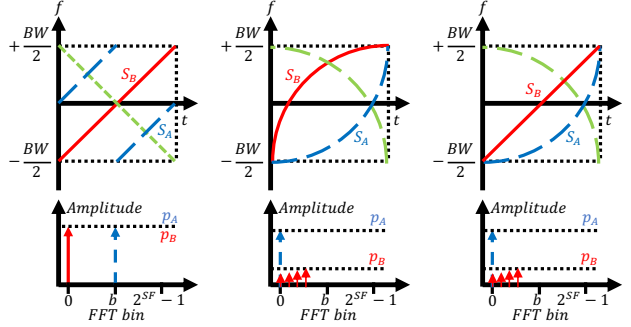 f
+ BW/2
S_B
t
S_A
− BW/2
Amplitude
p_A
p_B
0 b 2^SF − 1
FFT bin
f
+ BW/2
S_B
t
S_A
− BW/2
Amplitude
p_A
p_B
0 b 2^SF − 1
FFT bin
f
+ BW/2
S_B
t
S_A
− BW/2
Amplitude
p_A
p_B
0 b 2^SF − 1
FFT bin